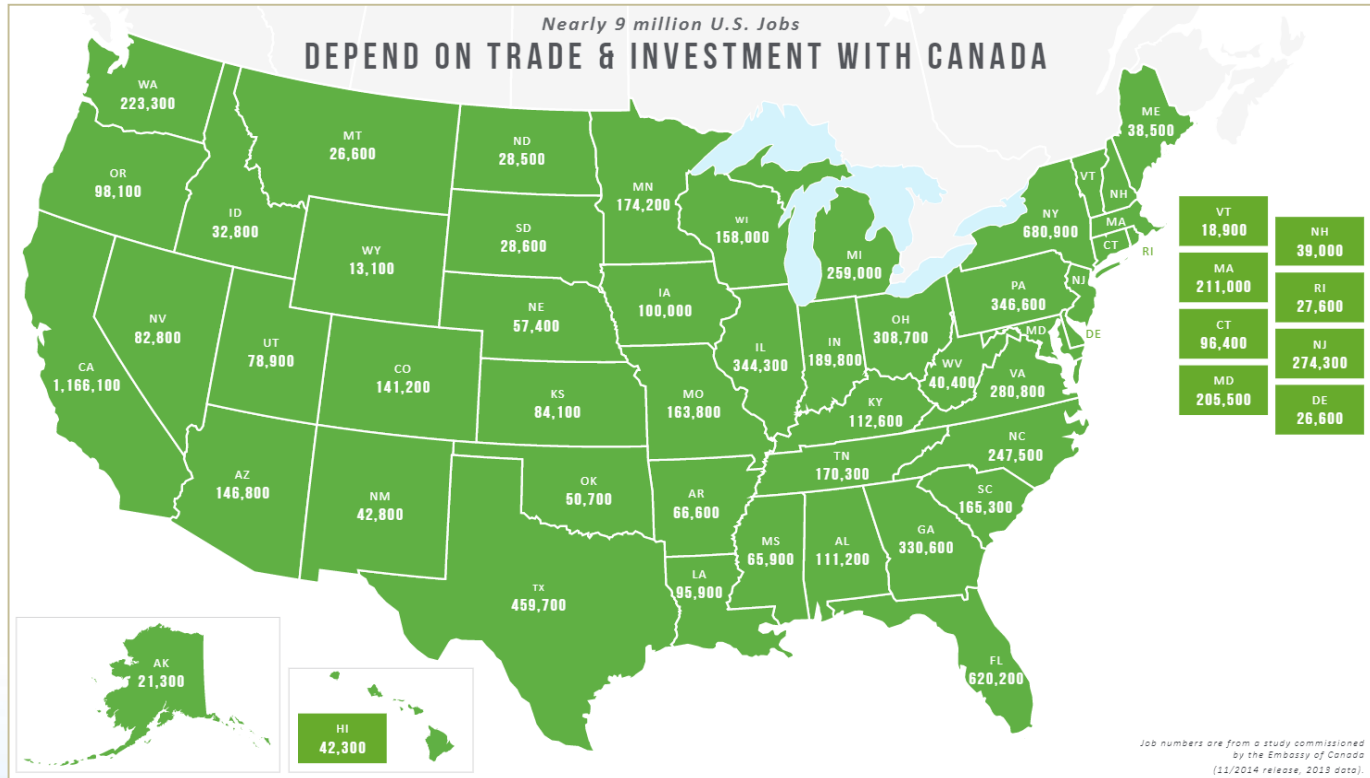 Nearly 9 million U.S. Jobs
DEPEND ON TRADE & INVESTMENT WITH CANADA
WA
223,300
OR
98,100
CA
1,166,100
ID
32,800
NV
82,800
MT
26,600
WY
13,100
UT
78,900
CO
141,200
AZ
146,800
NM
42,800
ND
28,500
SD
28,600
NE
57,400
KS
84,100
OK
50,700
TX
459,700
MN
174,200
IA
100,000
MO
163,800
AR
66,600
LA
95,900
WI
158,000
IL
344,300
MI
259,000
IN
189,800
OH
308,700
KY
112,600
TN
170,300
MS
65,900
AL
111,200
GA
330,600
FL
620,200
SC
165,300
NC
247,500
VA
280,800
WV
40,400
MD
DE
PA
346,600
NJ
NY
680,900
CT
RI
MA
VT
NH
ME
38,500
VT
18,900
NH
39,000
MA
211,000
RI
27,600
CT
96,400
NJ
274,300
MD
205,500
DE
26,600
AK
21,300
HI
42,300
Job numbers are from a study commissioned
by the Embassy of Canada
(11/2014 release, 2013 data).